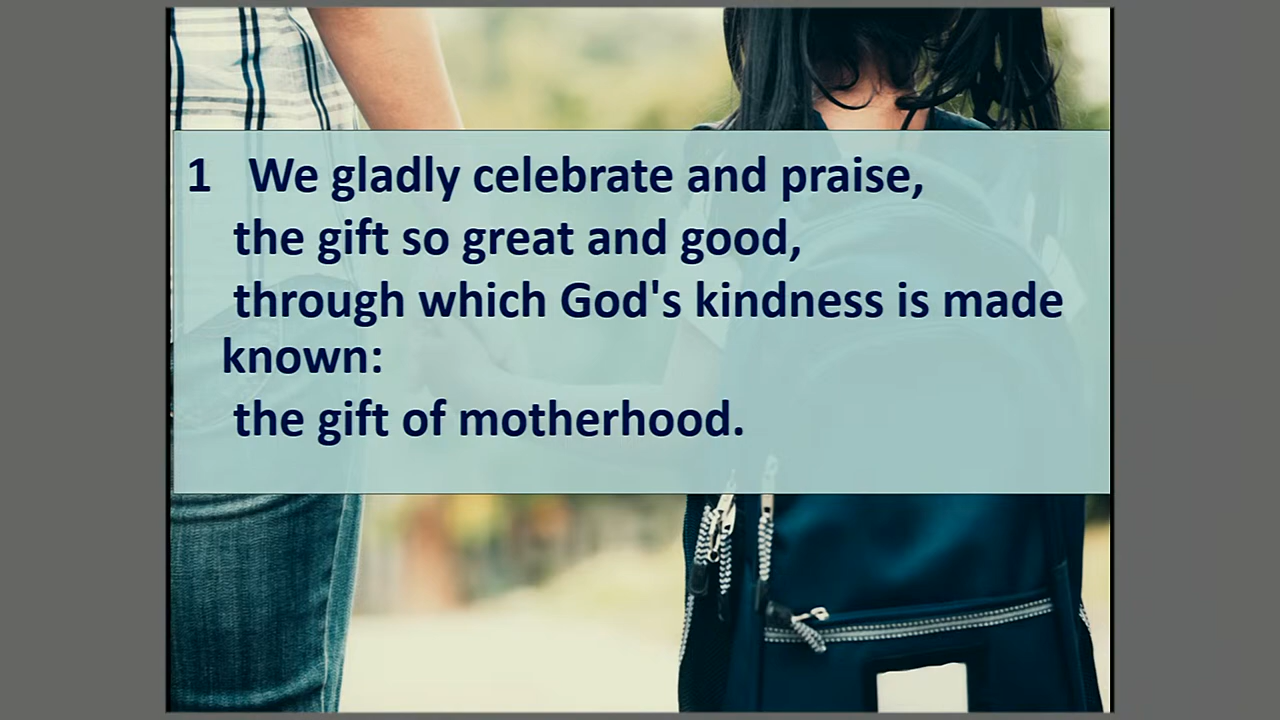 1 We gladly celebrate and praise,
the gift so great and good,
through which God's kindness is made
known:
the gift of motherhood.